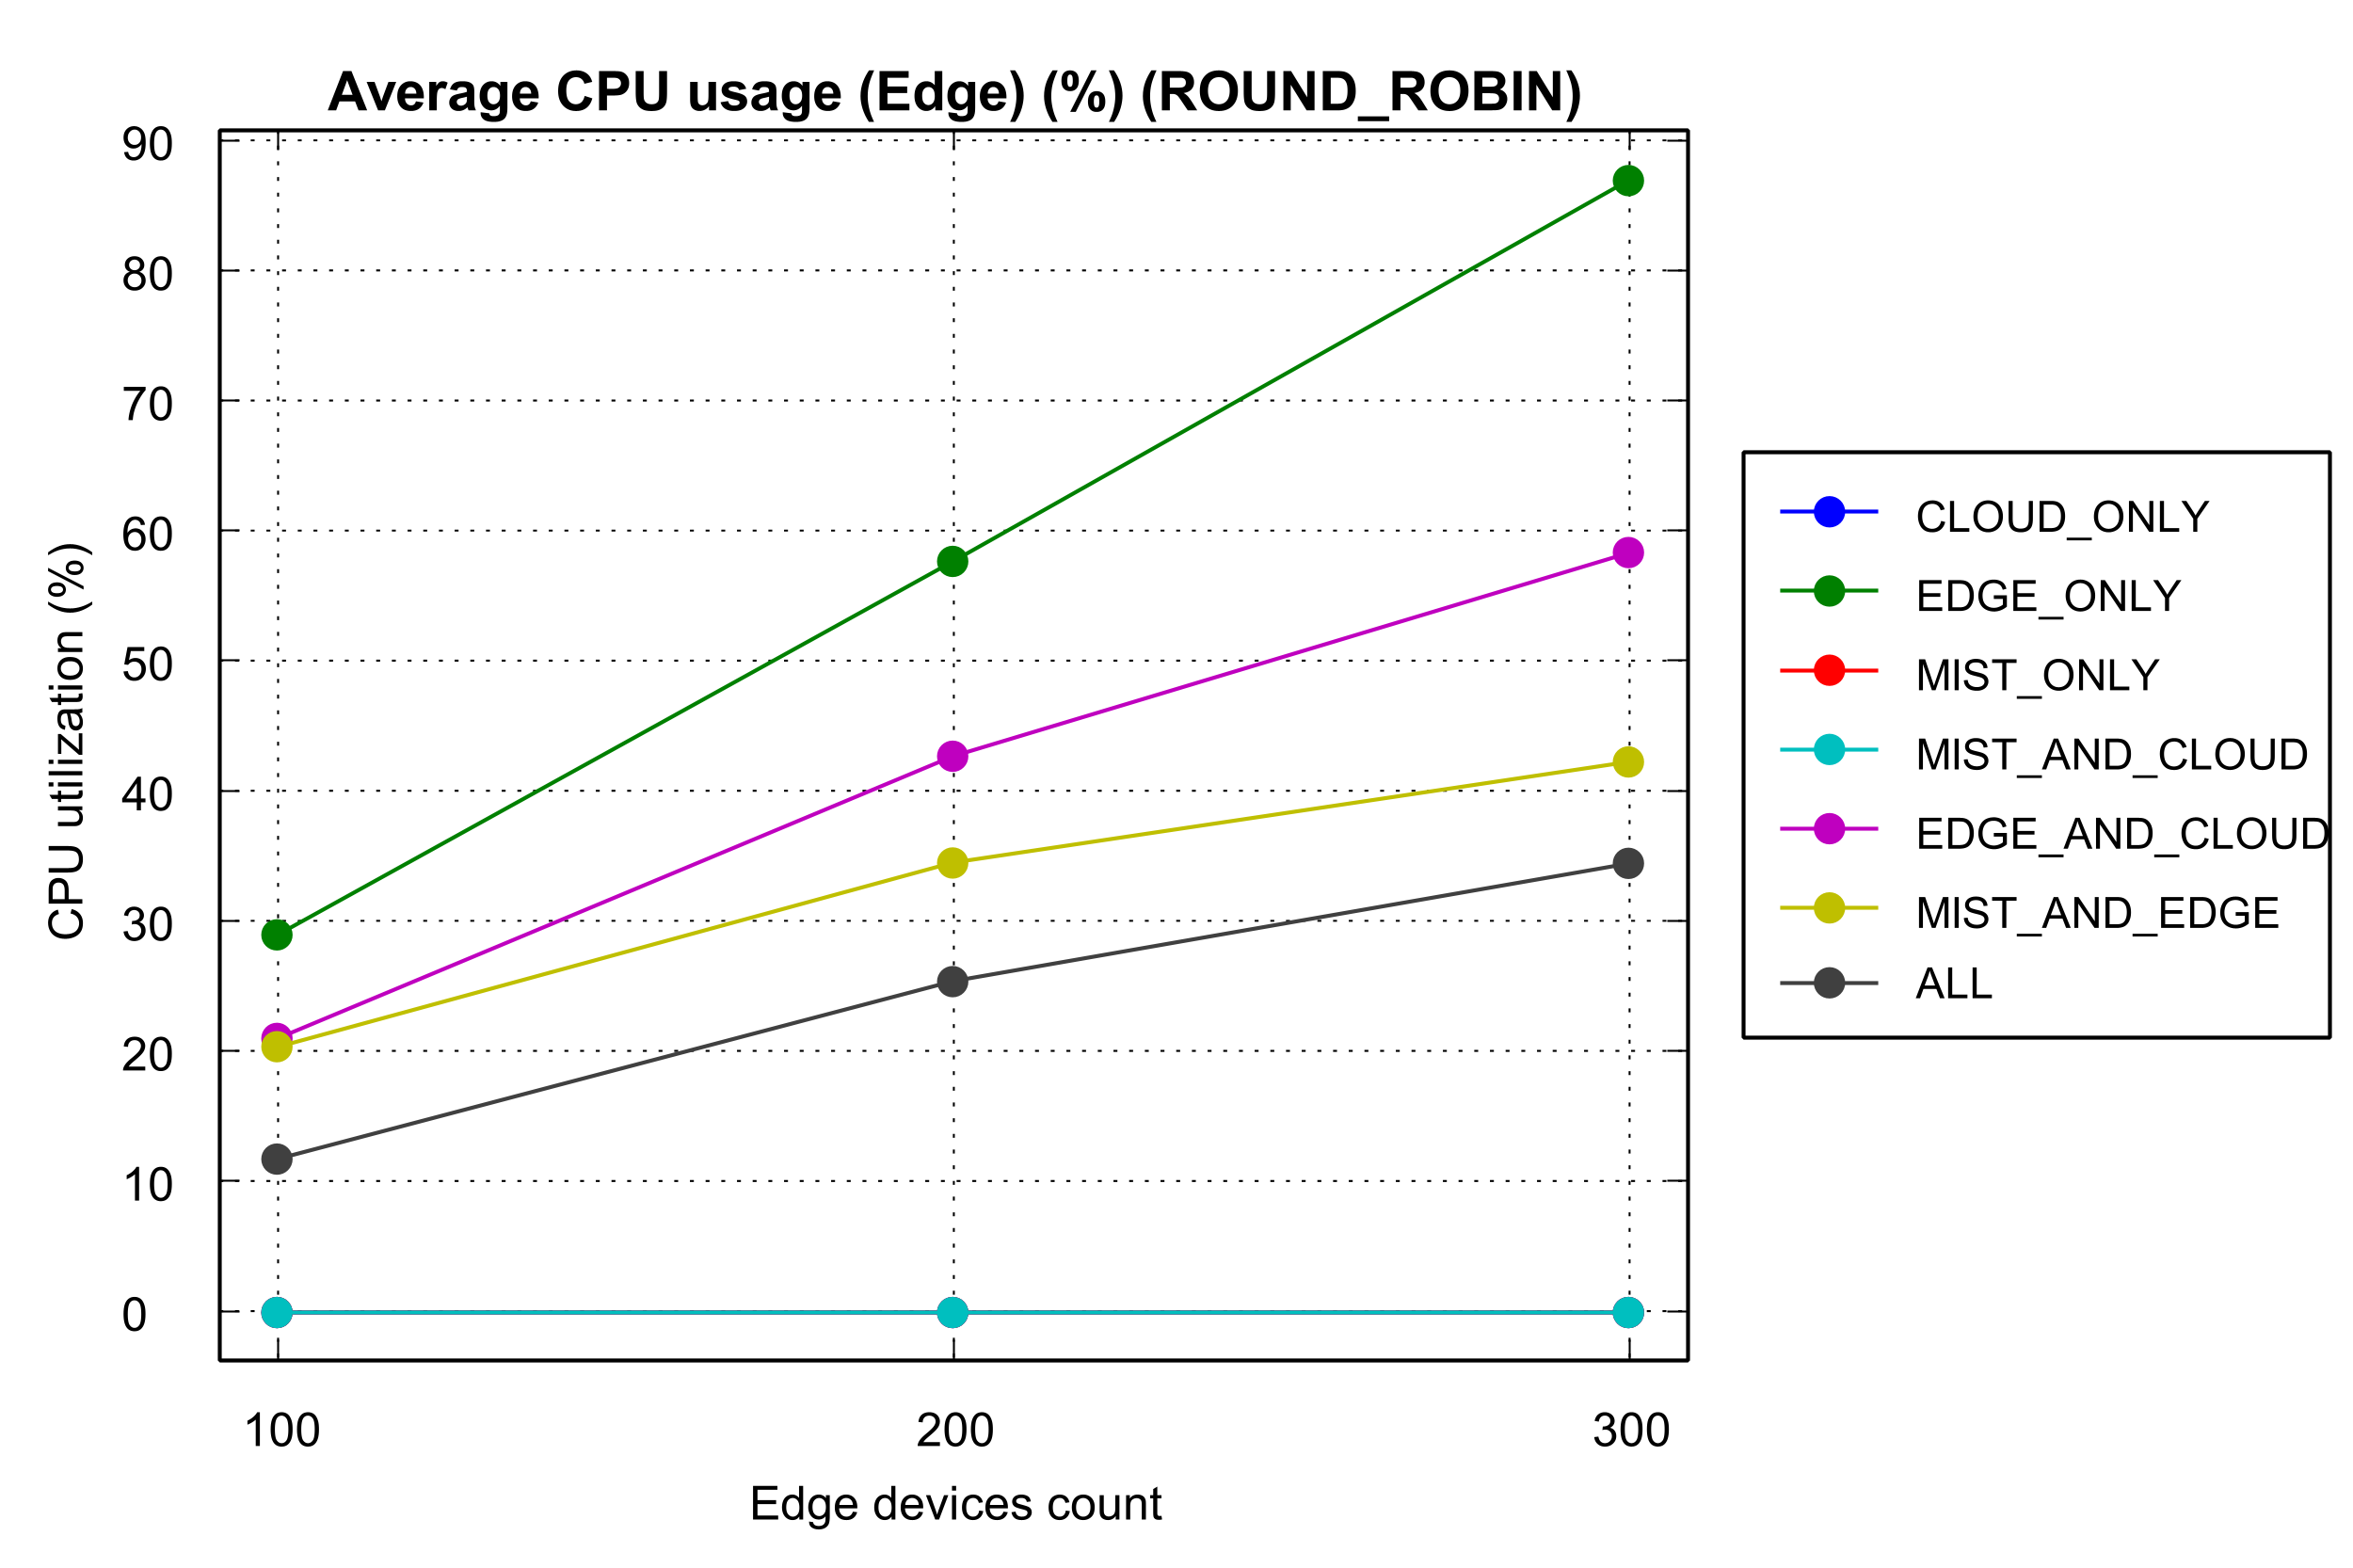 Average CPU usage (Edge) (%) (ROUND_ROBIN)
90
80
70
60
50
40
30
20
10
0
CPU utilization (%)
100
200
300
Edge devices count
CLOUD_ONLY
EDGE_ONLY
MIST_ONLY
MIST_AND_CLOUD
EDGE_AND_CLOUD
MIST_AND_EDGE
ALL